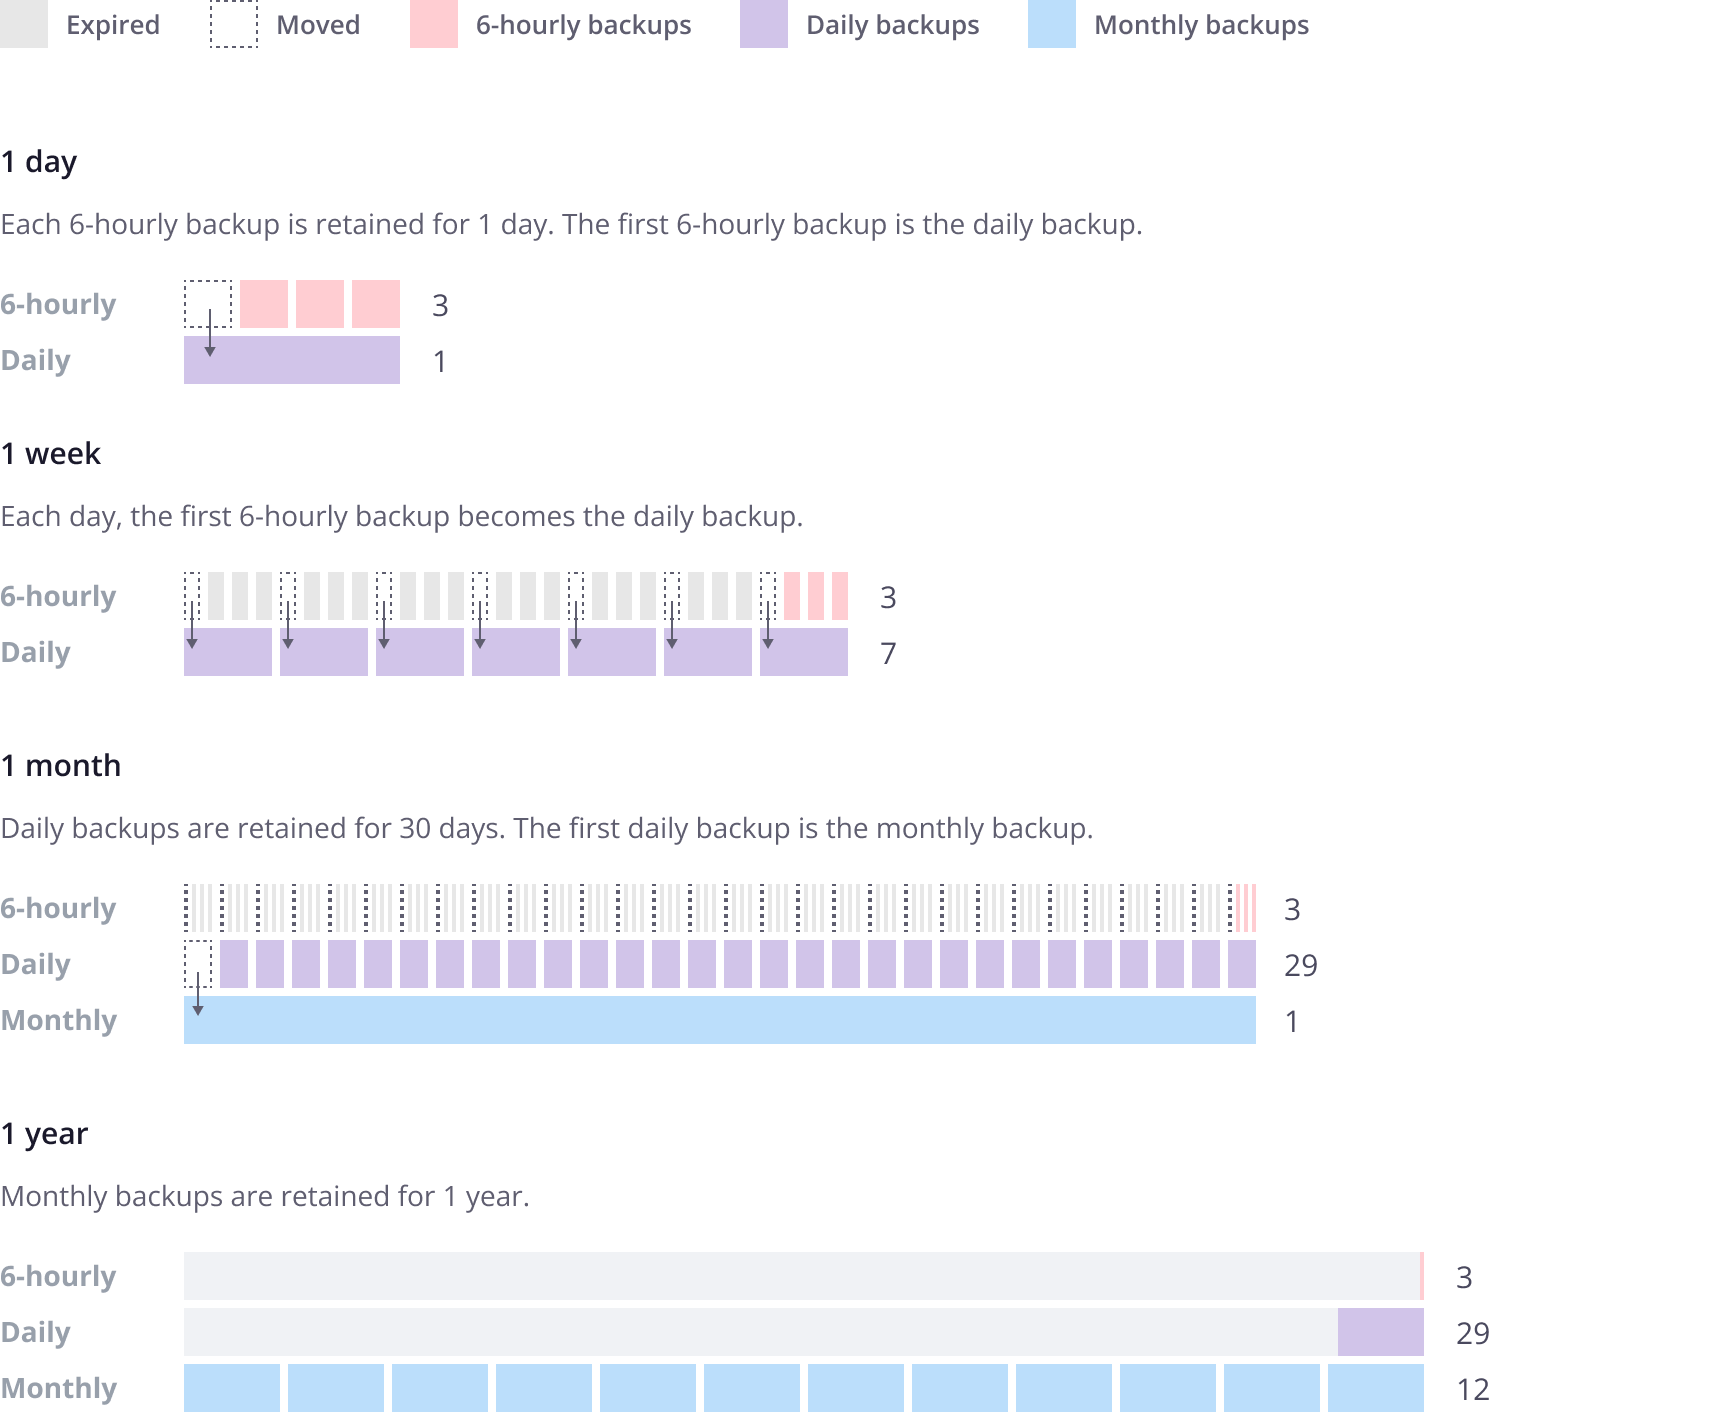 Expired Moved 6-hourly backups Daily backups Monthly backups
1 day
Each 6-hourly backup is retained for 1 day. The first 6-hourly backup is the daily backup.
6-hourly 3
Daily 1
1 week
Each day, the first 6-hourly backup becomes the daily backup.
6-hourly 3
Daily 7
1 month
Daily backups are retained for 30 days. The first daily backup is the monthly backup.
6-hourly 3
Daily 29
Monthly 1
1 year
Monthly backups are retained for 1 year.
6-hourly 3
Daily 29
Monthly 12